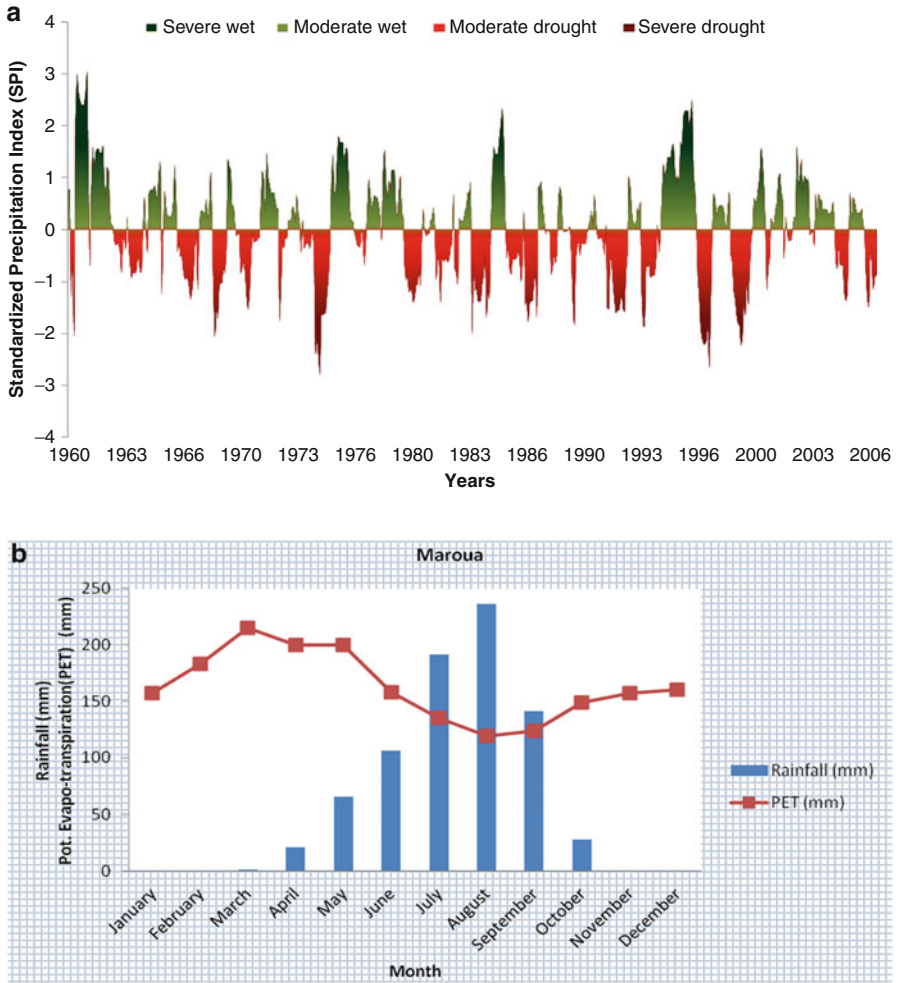 a
Severe wet Moderate wet Moderate drought Severe drought
Standardized Precipitation Index (SPI)
4
3
2
1
0
−1
−2
−3
−4
1960 1963 1966 1970 1973 1976 1980 1983 1986 1990 1993 1996 2000 2003 2006
Years
b
Maroua
Rainfall (mm)
Pot. Evapo-transpiration(PET) (mm)
250
200
150
100
50
0
January February March April May June July August September October November December
Month
Rainfall (mm)
PET (mm)